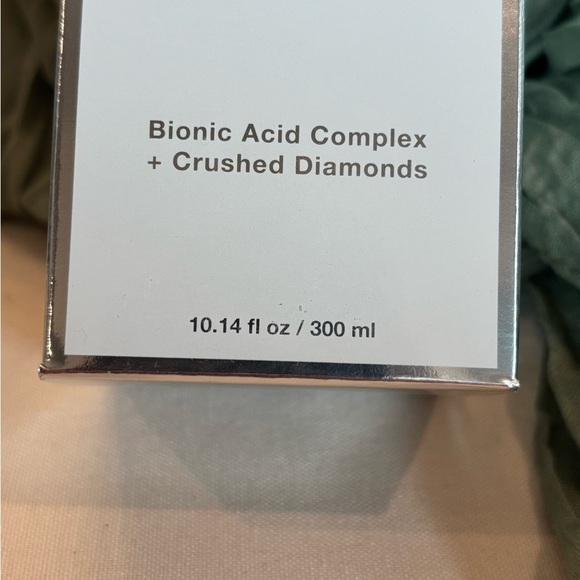 Bionic Acid Complex
+ Crushed Diamonds
10.14 fl oz / 300 ml